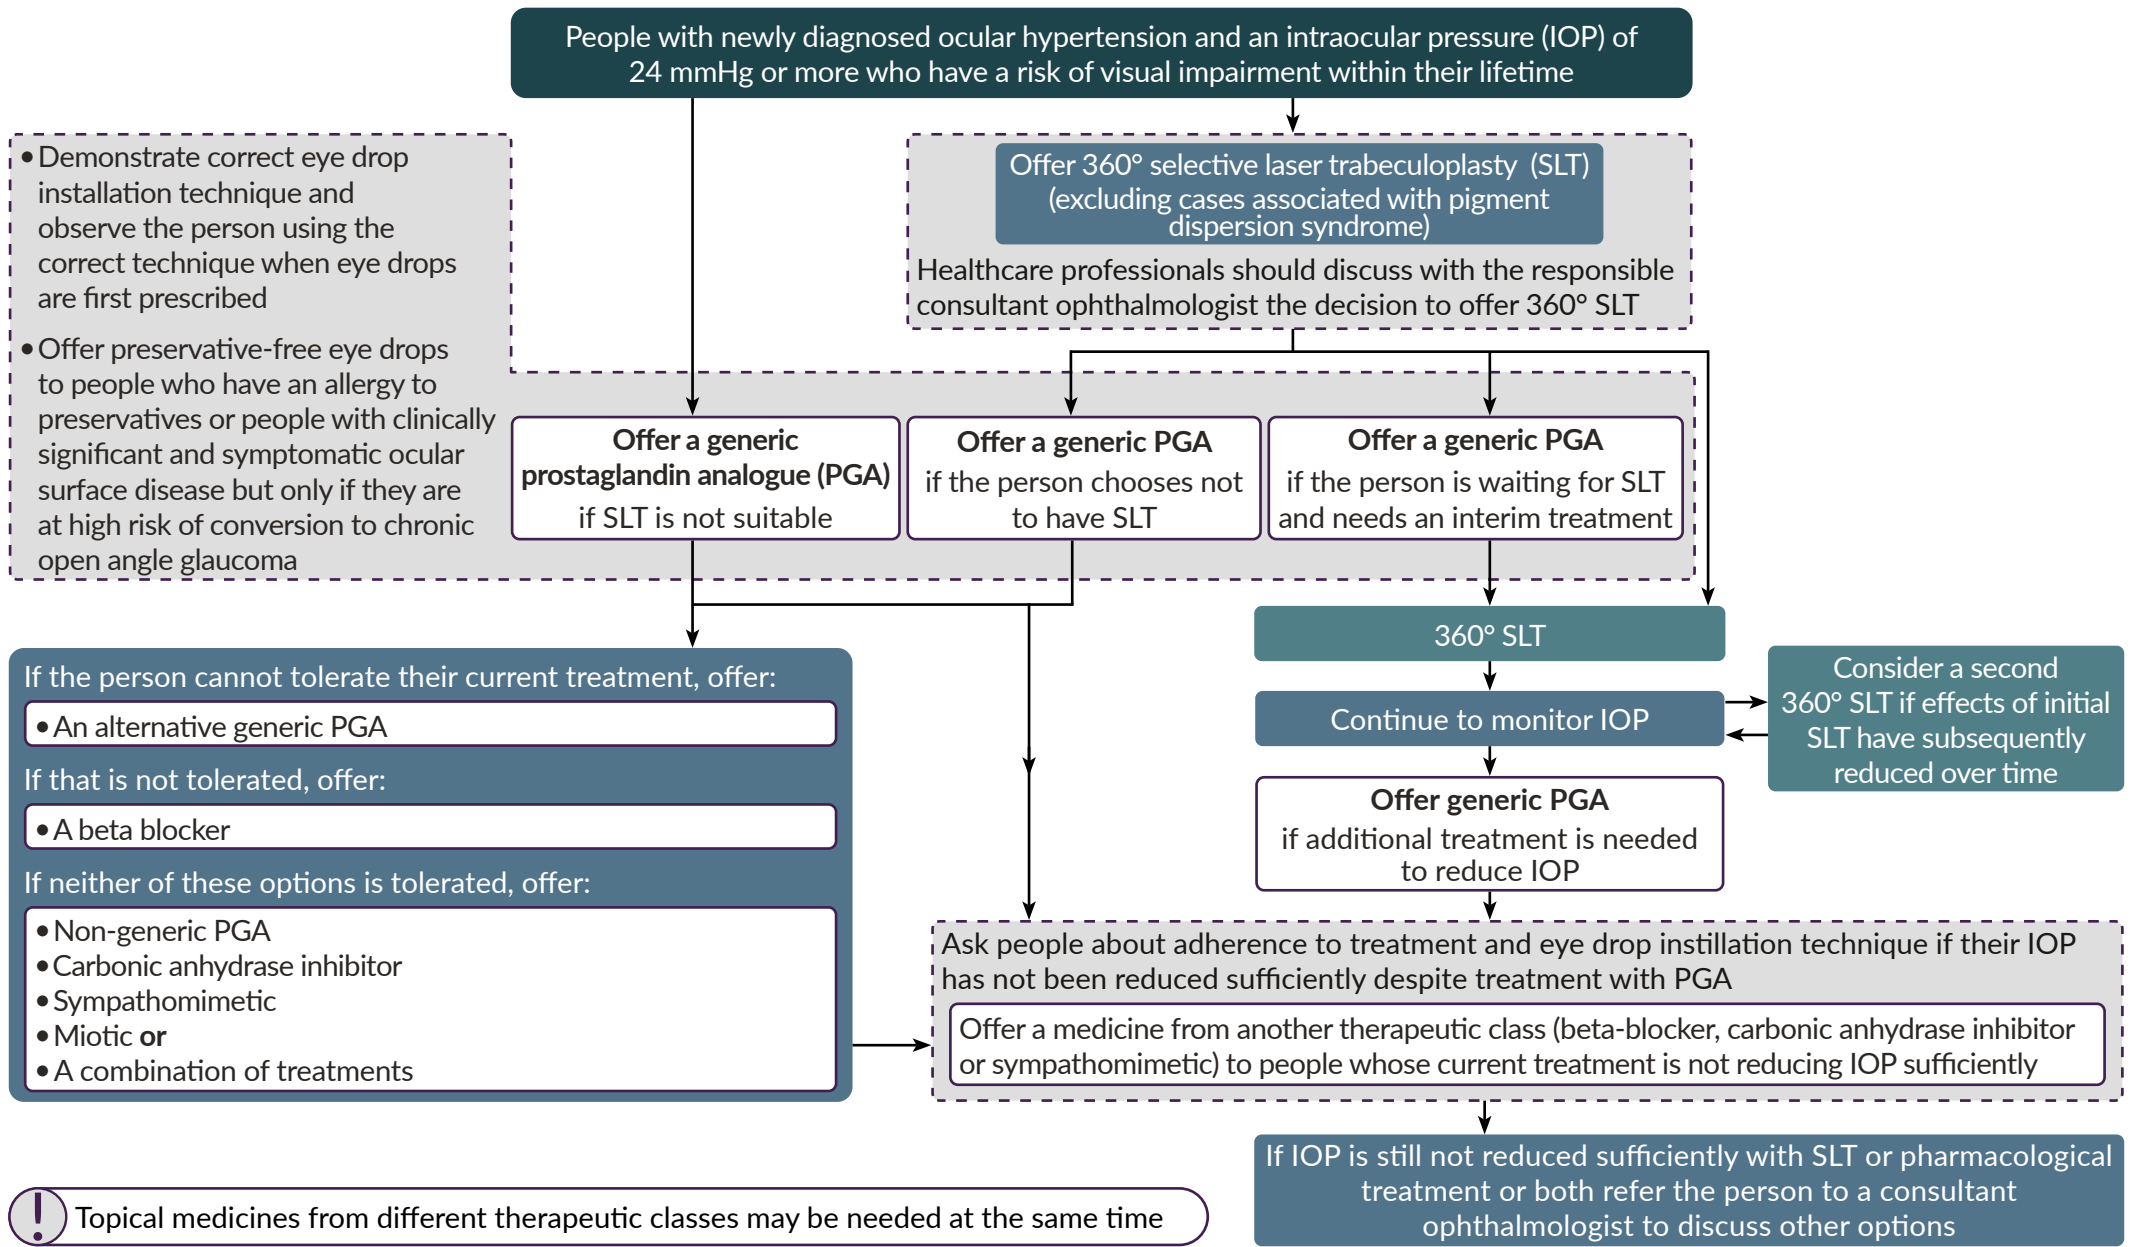 People with newly diagnosed ocular hypertension and an intraocular pressure (IOP) of
24 mmHg or more who have a risk of visual impairment within their lifetime
• Demonstrate correct eye drop
installation technique and
observe the person using the
correct technique when eye drops
are first prescribed
• Offer preservative-free eye drops
to people who have an allergy to
preservatives or people with clinically
significant and symptomatic ocular
surface disease but only if they are
at high risk of conversion to chronic
open angle glaucoma
Offer 360° selective laser trabeculoplasty (SLT)
(excluding cases associated with pigment
dispersion syndrome)
Healthcare professionals should discuss with the responsible
consultant ophthalmologist the decision to offer 360° SLT
Offer a generic
prostaglandin analogue (PGA)
if SLT is not suitable
Offer a generic PGA
if the person chooses not
to have SLT
Offer a generic PGA
if the person is waiting for SLT
and needs an interim treatment
If the person cannot tolerate their current treatment, offer:
• An alternative generic PGA
If that is not tolerated, offer:
• A beta blocker
If neither of these options is tolerated, offer:
• Non-generic PGA
• Carbonic anhydrase inhibitor
• Sympathomimetic
• Miotic or
• A combination of treatments
360° SLT
Continue to monitor IOP
Consider a second
360° SLT if effects of initial
SLT have subsequently
reduced over time
Offer generic PGA
if additional treatment is needed
to reduce IOP
Ask people about adherence to treatment and eye drop instillation technique if their IOP
has not been reduced sufficiently despite treatment with PGA
Offer a medicine from another therapeutic class (beta-blocker, carbonic anhydrase inhibitor
or sympathomimetic) to people whose current treatment is not reducing IOP sufficiently
If IOP is still not reduced sufficiently with SLT or pharmacological
treatment or both refer the person to a consultant
ophthalmologist to discuss other options
! Topical medicines from different therapeutic classes may be needed at the same time